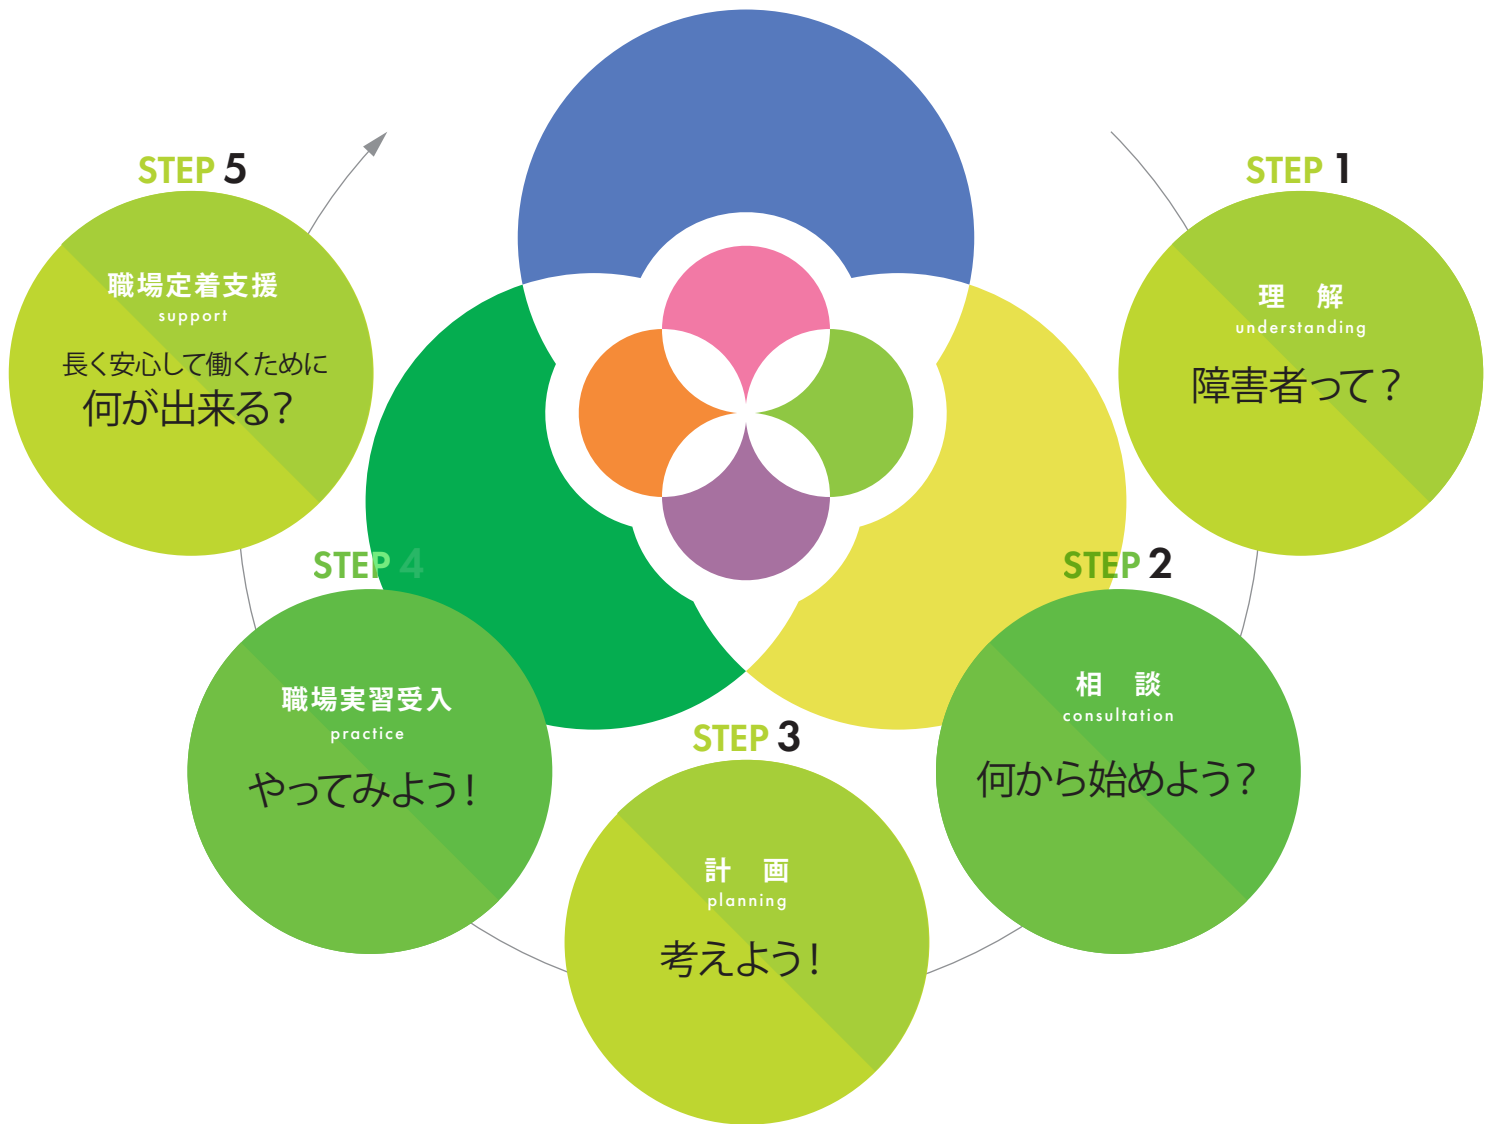 STEP 1
理　解
understanding
障害者って？
STEP 2
相　談
consultation
何から始めよう？
STEP 3
計　画
planning
考えよう！
STEP 4
職場実習受入
practice
やってみよう！
STEP 5
職場定着支援
support
長く安心して働くために
何が出来る？